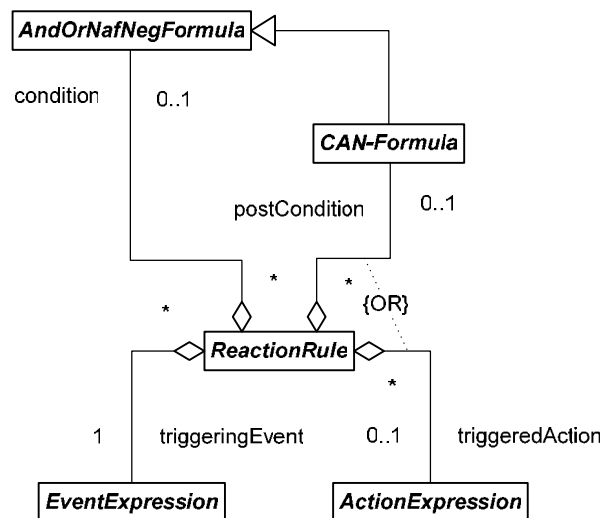 AndOrNafNegFormula
condition
0..1
CAN-Formula
postCondition
0..1
*
*
*
{OR}
ReactionRule
*
1
triggeringEvent
0..1
triggeredAction
EventExpression
ActionExpression